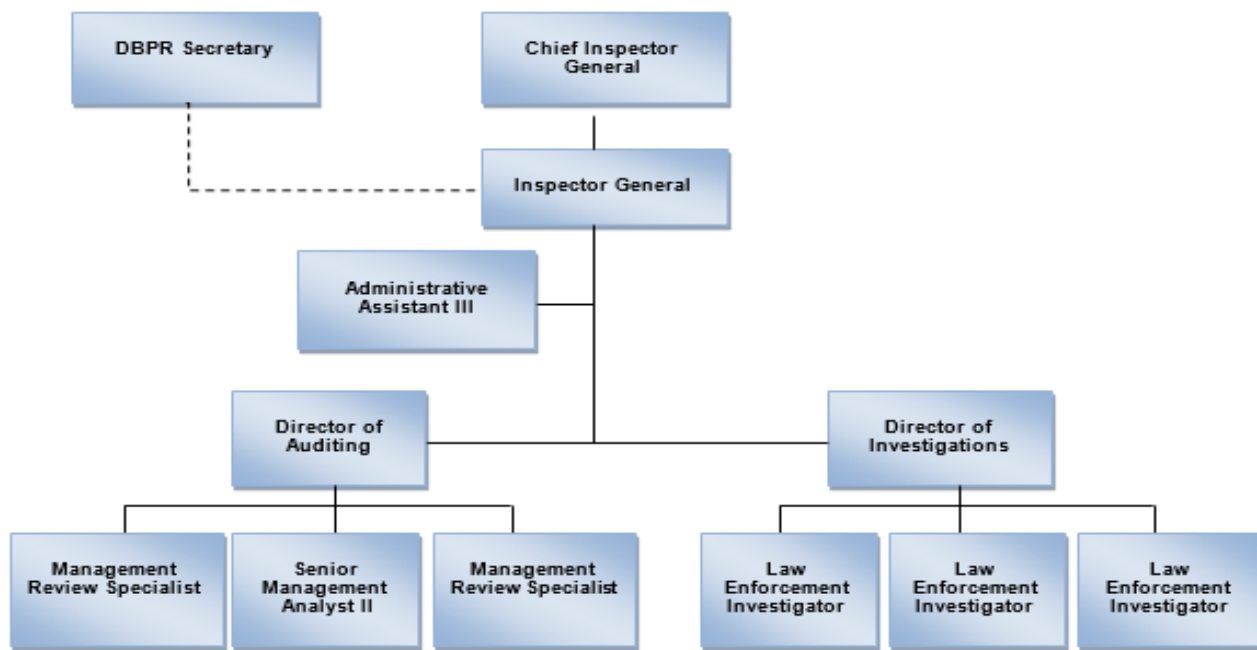 DBPR Secretary
Chief Inspector
General
Inspector General
Administrative
Assistant III
Director of
Auditing
Director of
Investigations
Management
Review Specialist
Senior
Management
Analyst II
Management
Review Specialist
Law
Enforcement
Investigator
Law
Enforcement
Investigator
Law
Enforcement
Investigator